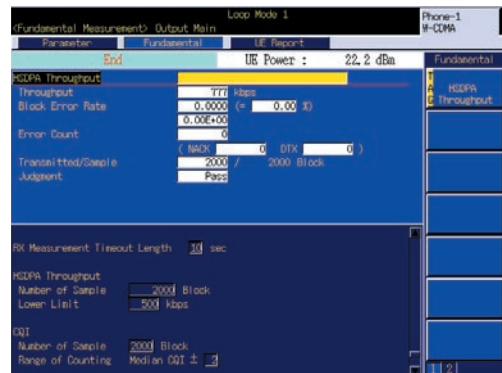 Loop Mode 1
<Fundamental Measurement> Output Main
Phone-1
W-CDMA
Parameter Fundamental UE Report
End UE Power : 22.2 dBm
Fundamental
HSDPA Throughput
Throughput 777 kbps
Block Error Rate 0.0000 (= 0.00 %)
0.00E+00
Error Count 0
( NACK 0 DTX 0 )
Transmitted/Sample 2000 / 2000 Block
Judgment Pass
TAG
HSDPA
Throughput
RX Measurement Timeout Length 10 sec
HSDPA Throughput
Number of Sample 2000 Block
Lower Limit 500 kbps
CQI
Number of Sample 2000 Block
Range of Counting Median CQI ± 2
1 2